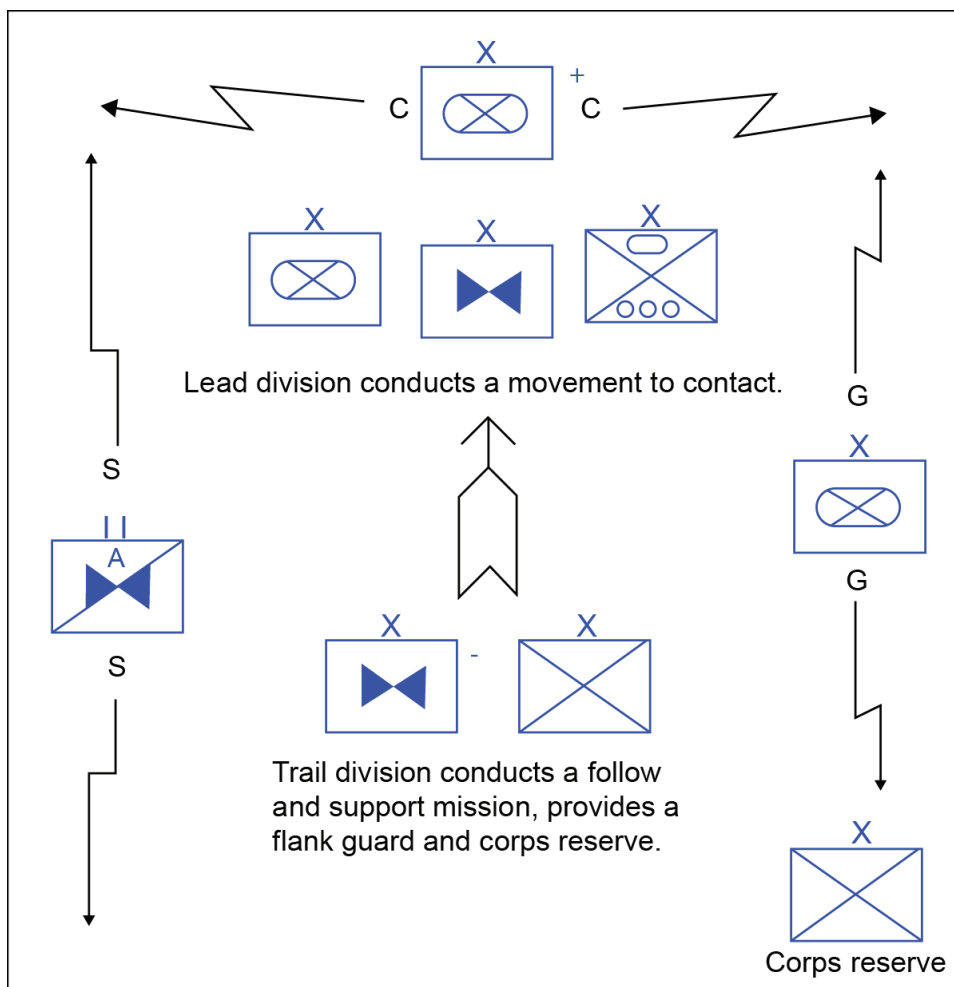 X
+
C
C
X
X
X
Lead division conducts a movement to contact.
G
X
S
A
G
X
-
X
S
Trail division conducts a follow
and support mission, provides a
flank guard and corps reserve.
X
Corps reserve